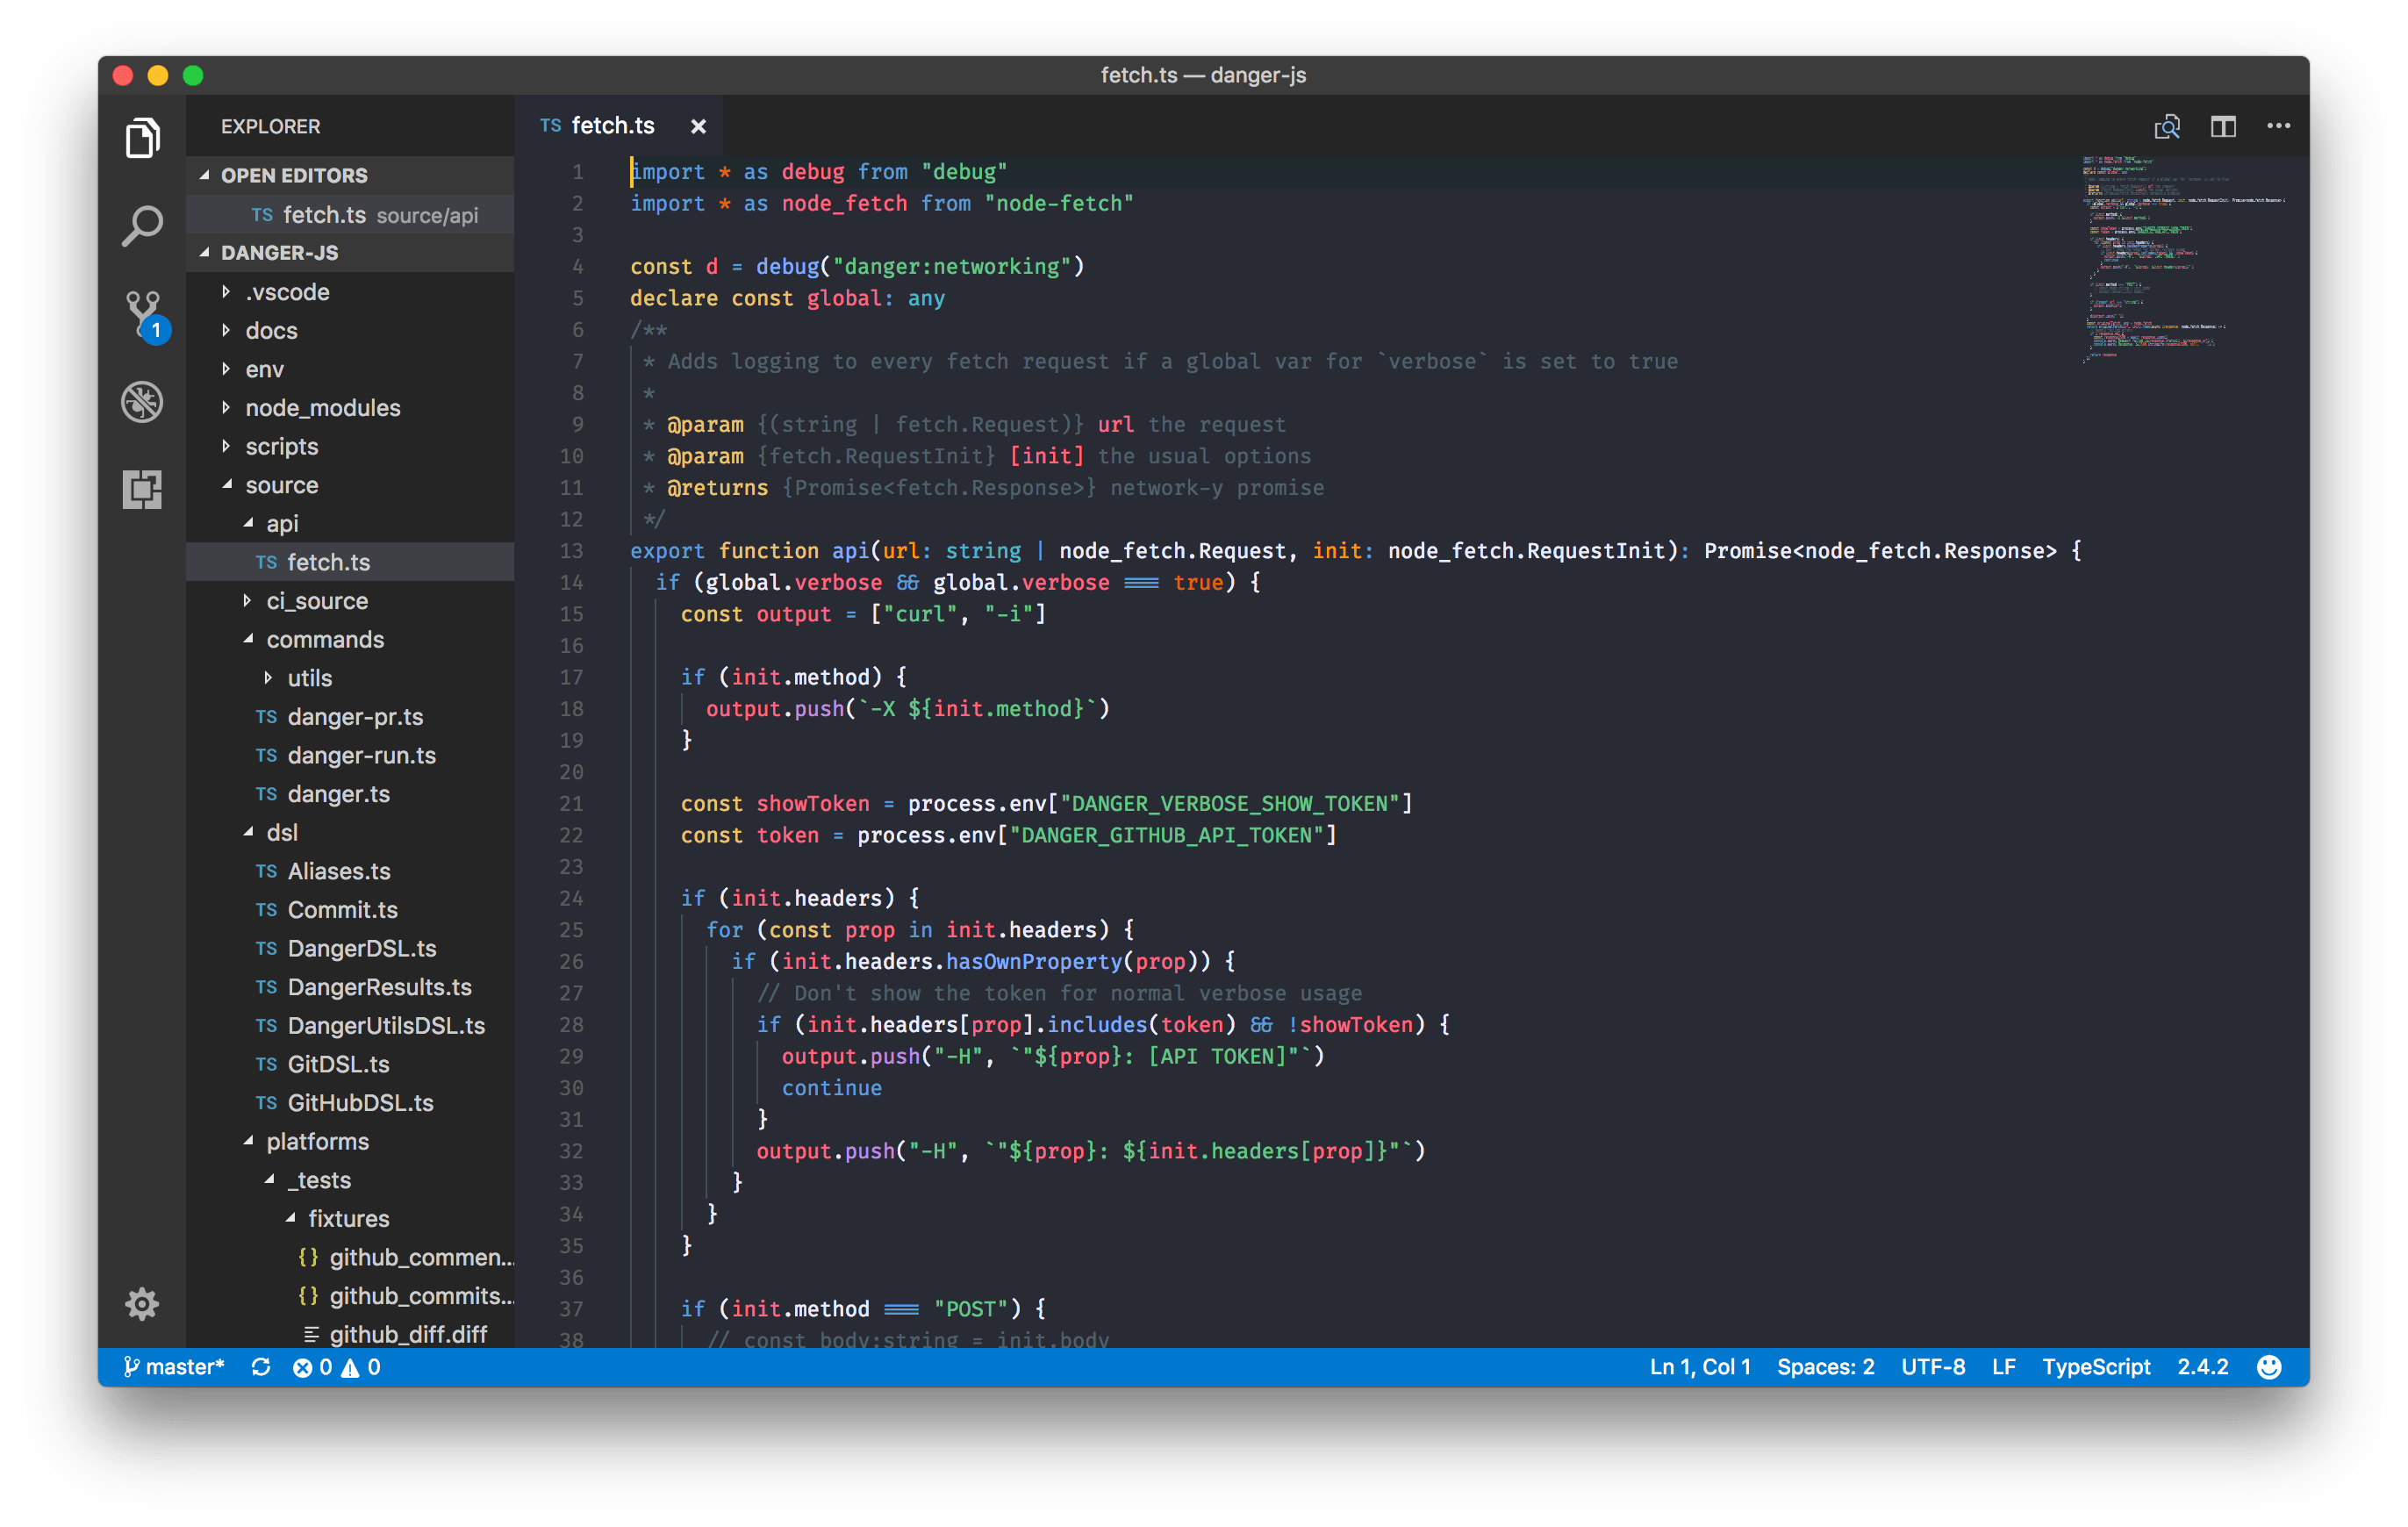 fetch.ts — danger-js
EXPLORER
OPEN EDITORS
TS fetch.ts source/api
DANGER-JS
.vscode
docs
env
node_modules
scripts
source
api
TS fetch.ts
ci_source
commands
utils
TS danger-pr.ts
TS danger-run.ts
TS danger.ts
dsl
TS Aliases.ts
TS Commit.ts
TS DangerDSL.ts
TS DangerResults.ts
TS DangerUtilsDSL.ts
TS GitDSL.ts
TS GitHubDSL.ts
platforms
_tests
fixtures
{} github_commen...
{} github_commits...
github_diff.diff
1
TS fetch.ts ×
1 import * as debug from "debug"
2 import * as node_fetch from "node-fetch"
3
4 const d = debug("danger:networking")
5 declare const global: any
6 /**
7  * Adds logging to every fetch request if a global var for `verbose` is set to true
8  *
9  * @param {(string | fetch.Request)} url the request
10  * @param {fetch.RequestInit} [init] the usual options
11  * @returns {Promise<fetch.Response>} network-y promise
12  */
13 export function api(url: string | node_fetch.Request, init: node_fetch.RequestInit): Promise<node_fetch.Response> {
14   if (global.verbose && global.verbose === true) {
15     const output = ["curl", "-i"]
16
17     if (init.method) {
18       output.push(`-X ${init.method}`)
19     }
20
21     const showToken = process.env["DANGER_VERBOSE_SHOW_TOKEN"]
22     const token = process.env["DANGER_GITHUB_API_TOKEN"]
23
24     if (init.headers) {
25       for (const prop in init.headers) {
26         if (init.headers.hasOwnProperty(prop)) {
27           // Don't show the token for normal verbose usage
28           if (init.headers[prop].includes(token) && !showToken) {
29             output.push("-H", `"${prop}: [API TOKEN]"`)
30             continue
31           }
32           output.push("-H", `"${prop}: ${init.headers[prop]}"`)
33         }
34       }
35     }
36
37     if (init.method === "POST") {
38       // const body:string = init.body
master* 0 0
Ln 1, Col 1 Spaces: 2 UTF-8 LF TypeScript 2.4.2